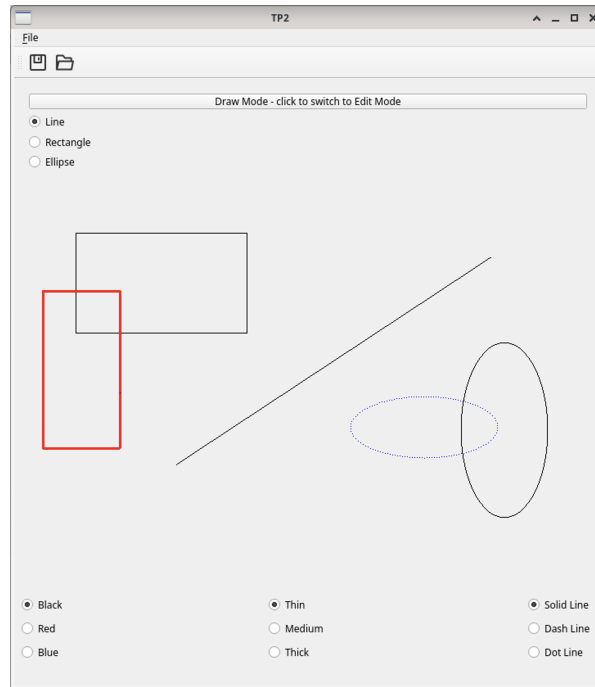 TP2
File
Draw Mode - click to switch to Edit Mode
Line
Rectangle
Ellipse
Black Thin Solid Line
Red Medium Dash Line
Blue Thick Dot Line